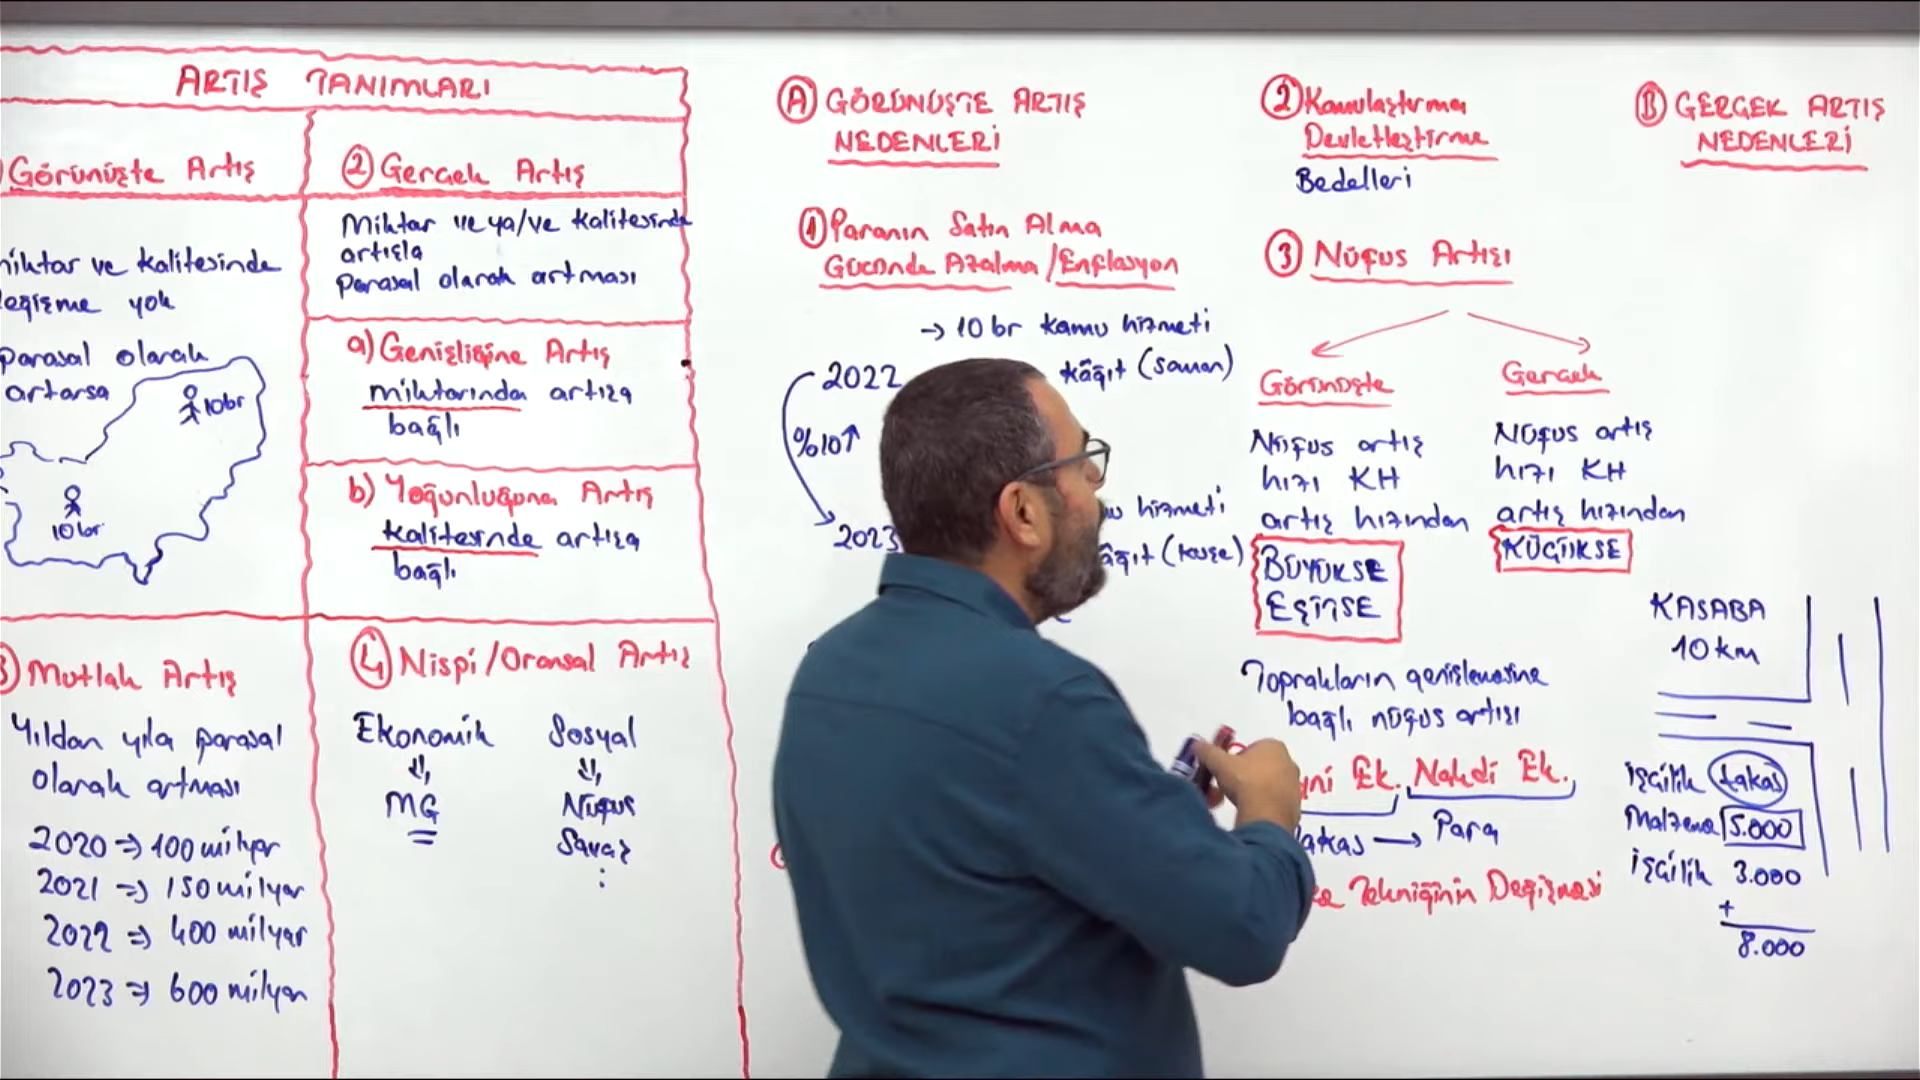 ARTIŞ TANIMLARI
Görünüşte Artış
miktar ve kalitesinde
yok
parasal olarak
artarsa
10br
10br
② Gerçek Artış
Miktar veya/ve kalitesinde
artışla
parasal olarak artması
a) Genişliğine Artış
miktarında artışa
bağlı
b) Yoğunluğuna Artış
kalitesinde artışa
bağlı
Mutlak Artış
Yıldan yıla parasal
olarak artması
2020 => 100 milyar
2021 => 150 milyar
2022 => 400 milyar
2023 => 600 milyar
④ Nispi/Oransal Artış
Ekonomik
MG
Sosyal
Nüfus
Savaş
:
Ⓐ GÖRÜNÜŞTE ARTIŞ
NEDENLERİ
① Paranın Satın Alma
Gücünde Azalma/Enflasyon
→ 10 br kamu hizmeti
2022
kâğıt (saman)
%10↑
hizmeti
2023
(kuşe)
② Kamulaştırma
Devletleştirme
Bedelleri
③ Nüfus Artışı
Görünüşte
Nüfus artış
hızı KH
artış hızından
BÜYÜKSE
EŞİTSE
Gerçek
Nüfus artış
hızı KH
artış hızından
KÜÇÜKSE
Toprakların genişlemesine
bağlı nüfus artışı
Ek. Nakdi Ek.
→ Para
Tekniğinin Değişmesi
Ⓑ GERÇEK ARTIŞ
NEDENLERİ
KASABA
10 km
işçilik takas
Malzeme 5.000
işçilik 3.000
+
8.000